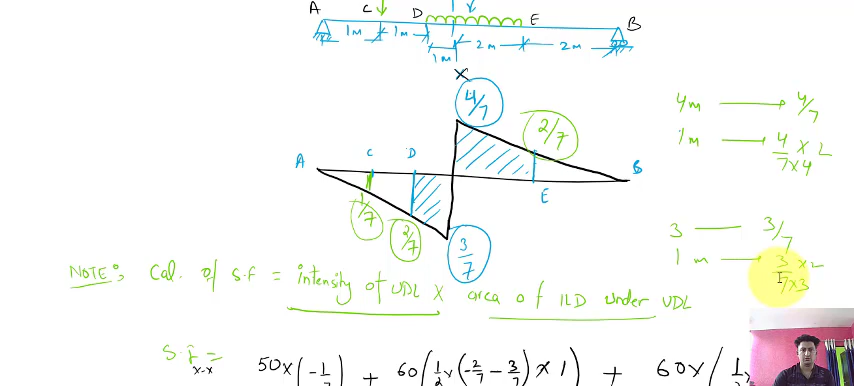 A C D E B
1m 1m 1m 2m 2m
X
4/7
4m → 4/7
2/7
1m → 4/7x4 x 2
A C D B
E
1/7
2/7
3/7
3 — 3/7
1 m → 3/7x3 x 2
NOTE: Cal. of S.F = intensity of UDL X area of ILD under UDL
S.F x-x = 50x(-1/7) + 60(1/2 x(-2/7 - 3/7) x 1) + 60x(1/2 x